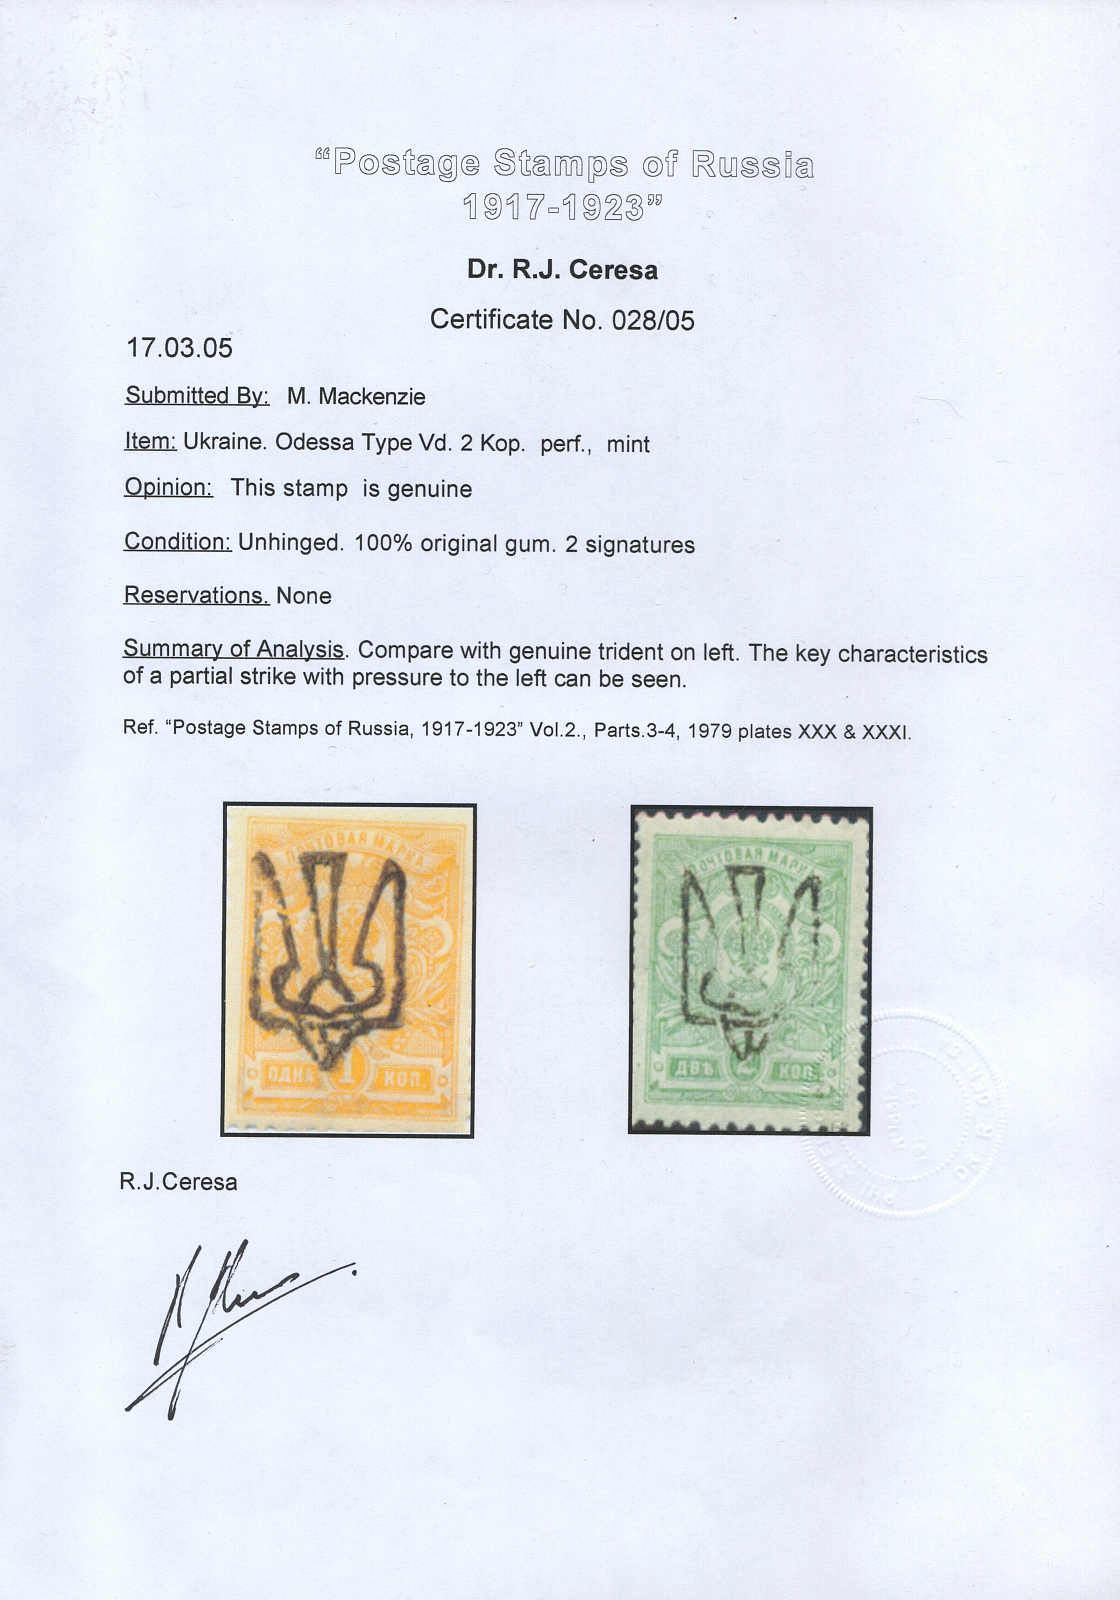 “Postage Stamps of Russia
1917-1923”
Dr. R.J. Ceresa
Certificate No. 028/05
17.03.05
Submitted By: M. Mackenzie
Item: Ukraine. Odessa Type Vd. 2 Kop. perf., mint
Opinion: This stamp is genuine
Condition: Unhinged. 100% original gum. 2 signatures
Reservations. None
Summary of Analysis. Compare with genuine trident on left. The key characteristics
of a partial strike with pressure to the left can be seen.
Ref. “Postage Stamps of Russia, 1917-1923” Vol.2., Parts.3-4, 1979 plates XXX & XXXI.
ПОЧТОВАЯ МАРКА
ОДНА 1 КОП.
ПОЧТОВАЯ МАРКА
ДВѢ 2 КОП.
R.J.Ceresa